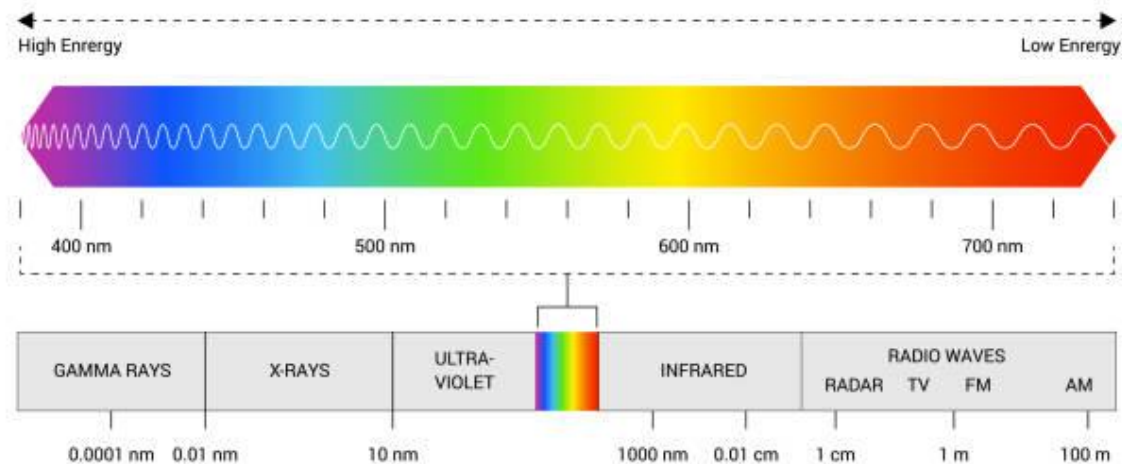 High Enrergy
Low Enrergy
400 nm
500 nm
600 nm
700 nm
GAMMA RAYS
X-RAYS
ULTRA-
VIOLET
INFRARED
RADIO WAVES
RADAR TV FM AM
0.0001 nm 0.01 nm 10 nm 1000 nm 0.01 cm 1 cm 1 m 100 m